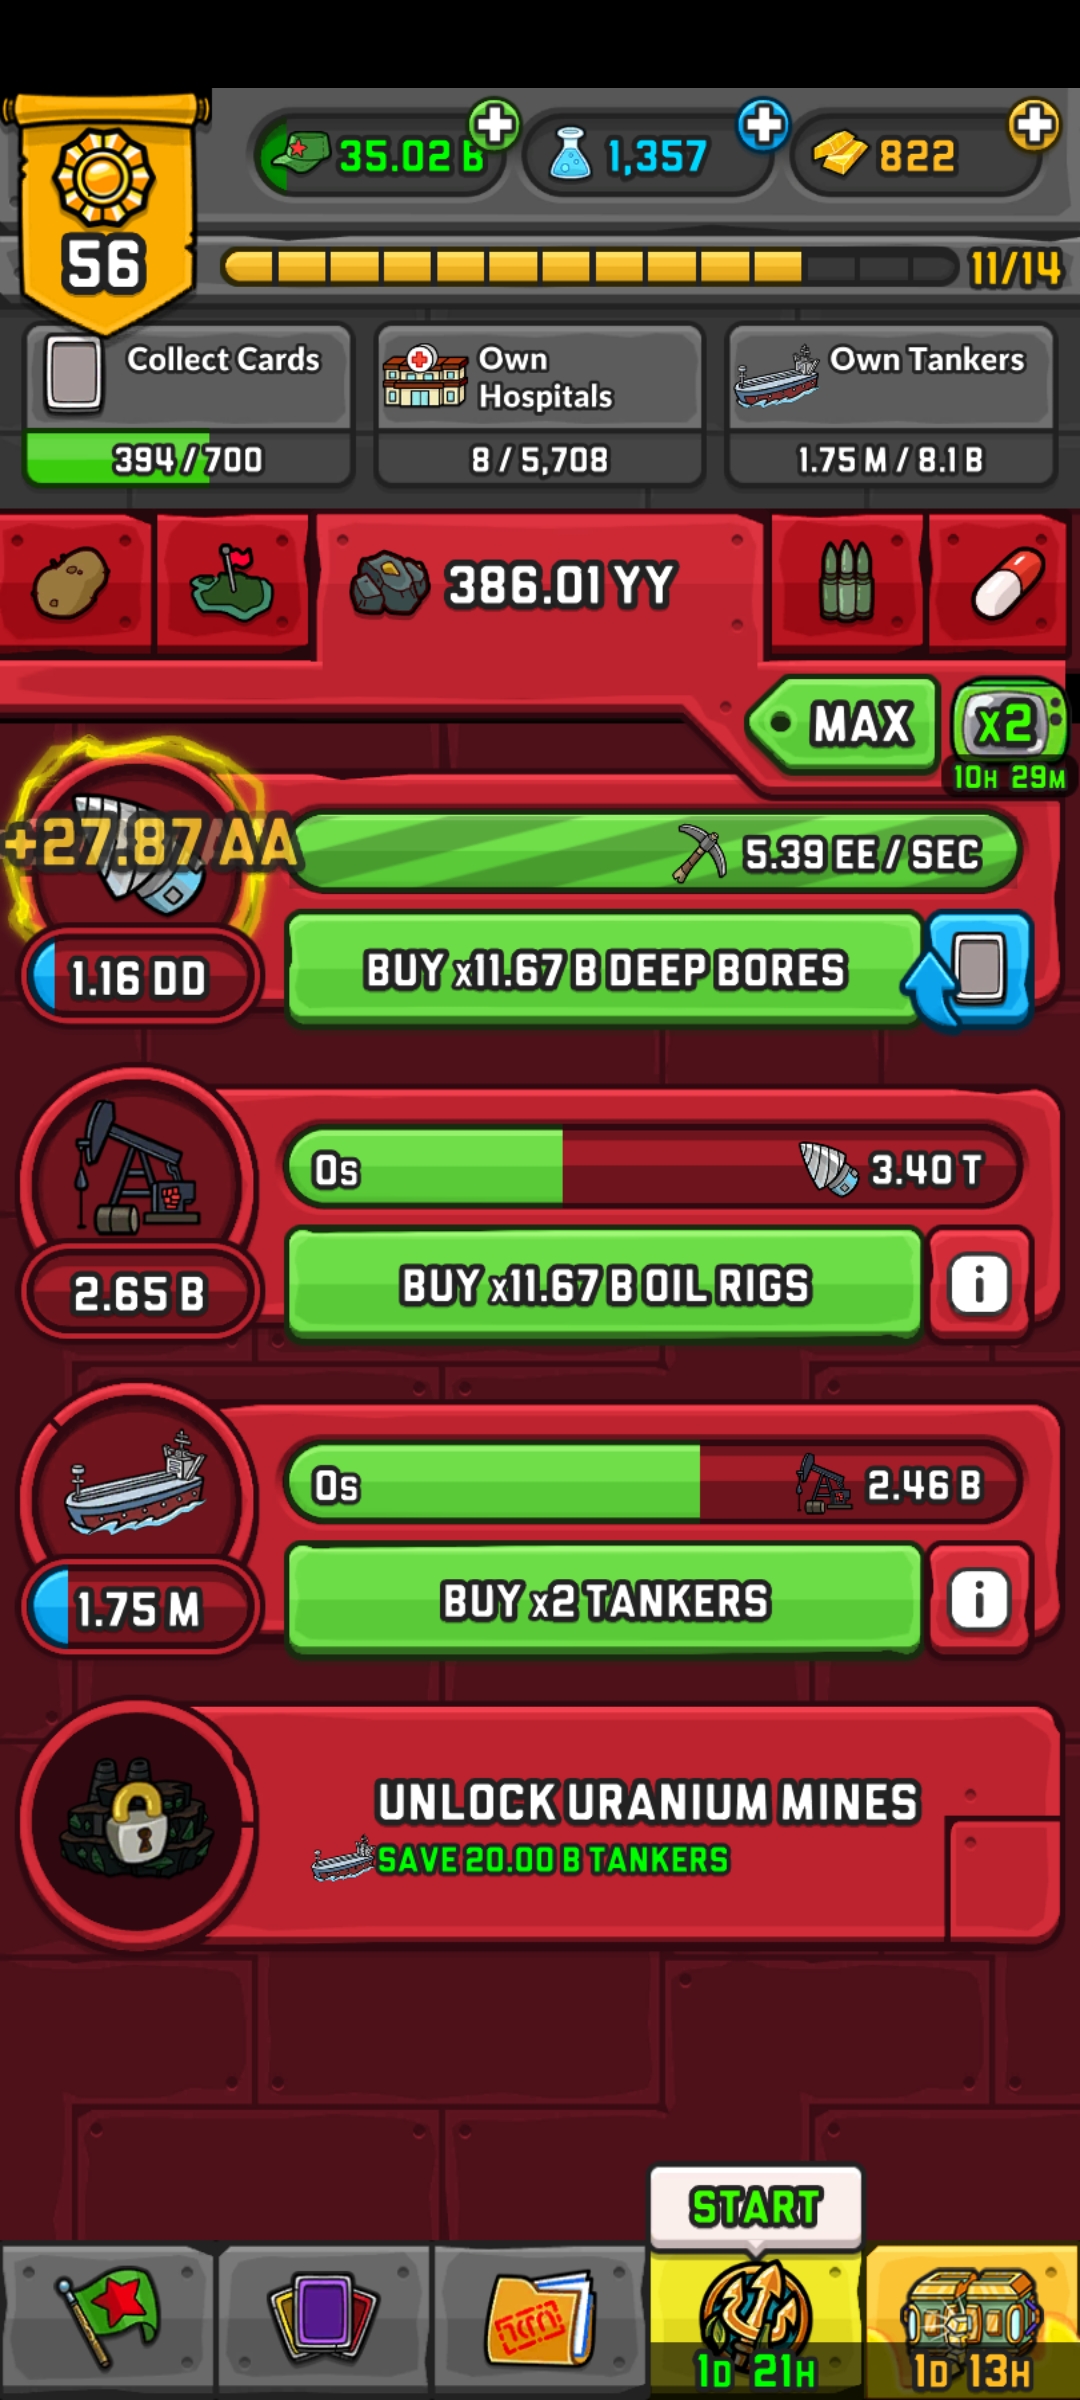 56
35.02 B
1,357
822
11/14
Collect Cards
394 / 700
Own
Hospitals
8 / 5,708
Own Tankers
1.75 M / 8.1 B
386.01 YY
MAX
x2
10H 29M
+27.87 AA
5.39 EE / SEC
1.16 DD
BUY x11.67 B DEEP BORES
0s
3.40 T
2.65 B
BUY x11.67 B OIL RIGS
i
0s
2.46 B
1.75 M
BUY x2 TANKERS
i
UNLOCK URANIUM MINES
SAVE 20.00 B TANKERS
START
1D 21H
1D 13H